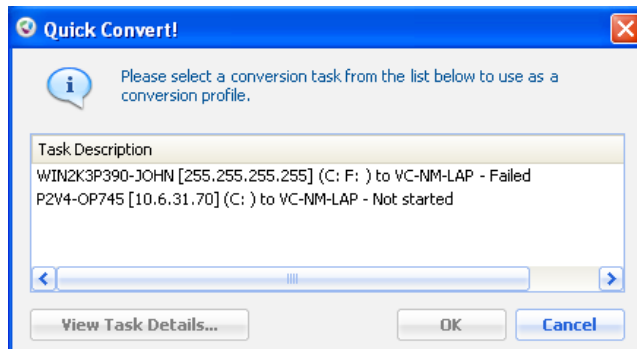 Quick Convert!
Please select a conversion task from the list below to use as a
conversion profile.
Task Description
WIN2K3P390-JOHN [255.255.255.255] (C: F: ) to VC-NM-LAP - Failed
P2V4-OP745 [10.6.31.70] (C: ) to VC-NM-LAP - Not started
View Task Details... OK Cancel